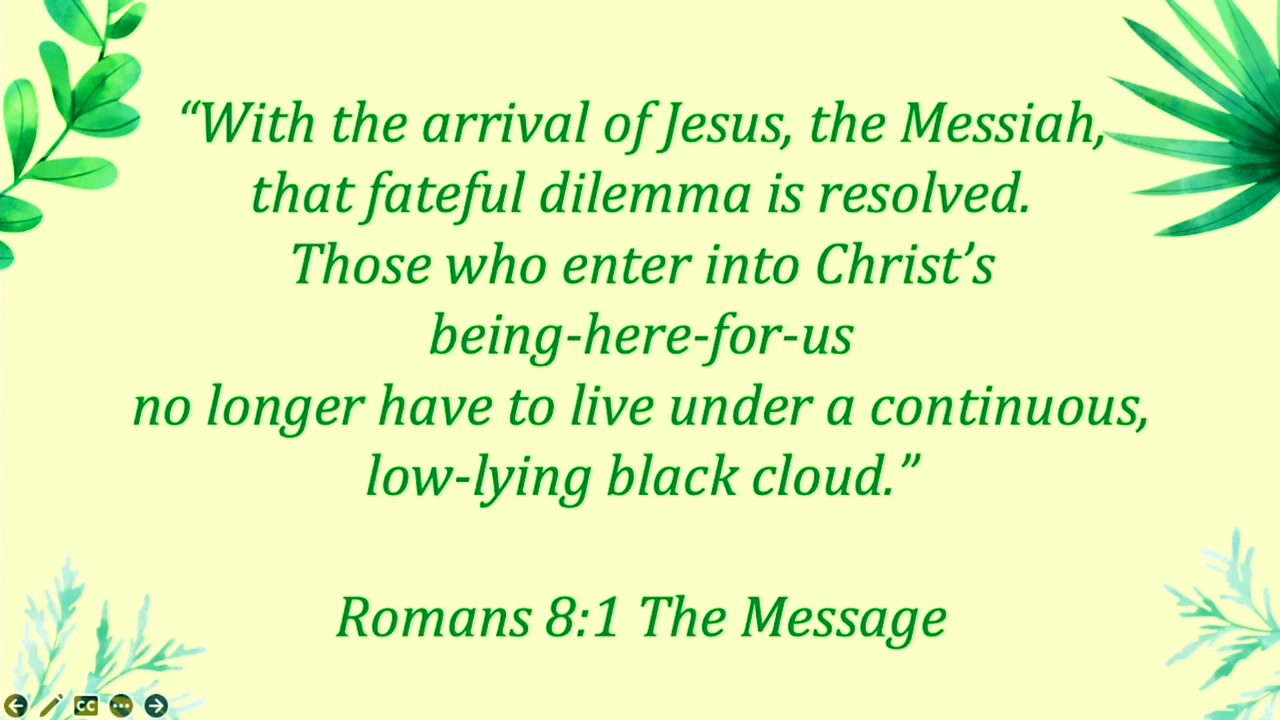 “With the arrival of Jesus, the Messiah,
that fateful dilemma is resolved.
Those who enter into Christ’s
being-here-for-us
no longer have to live under a continuous,
low-lying black cloud.”
Romans 8:1 The Message
CC